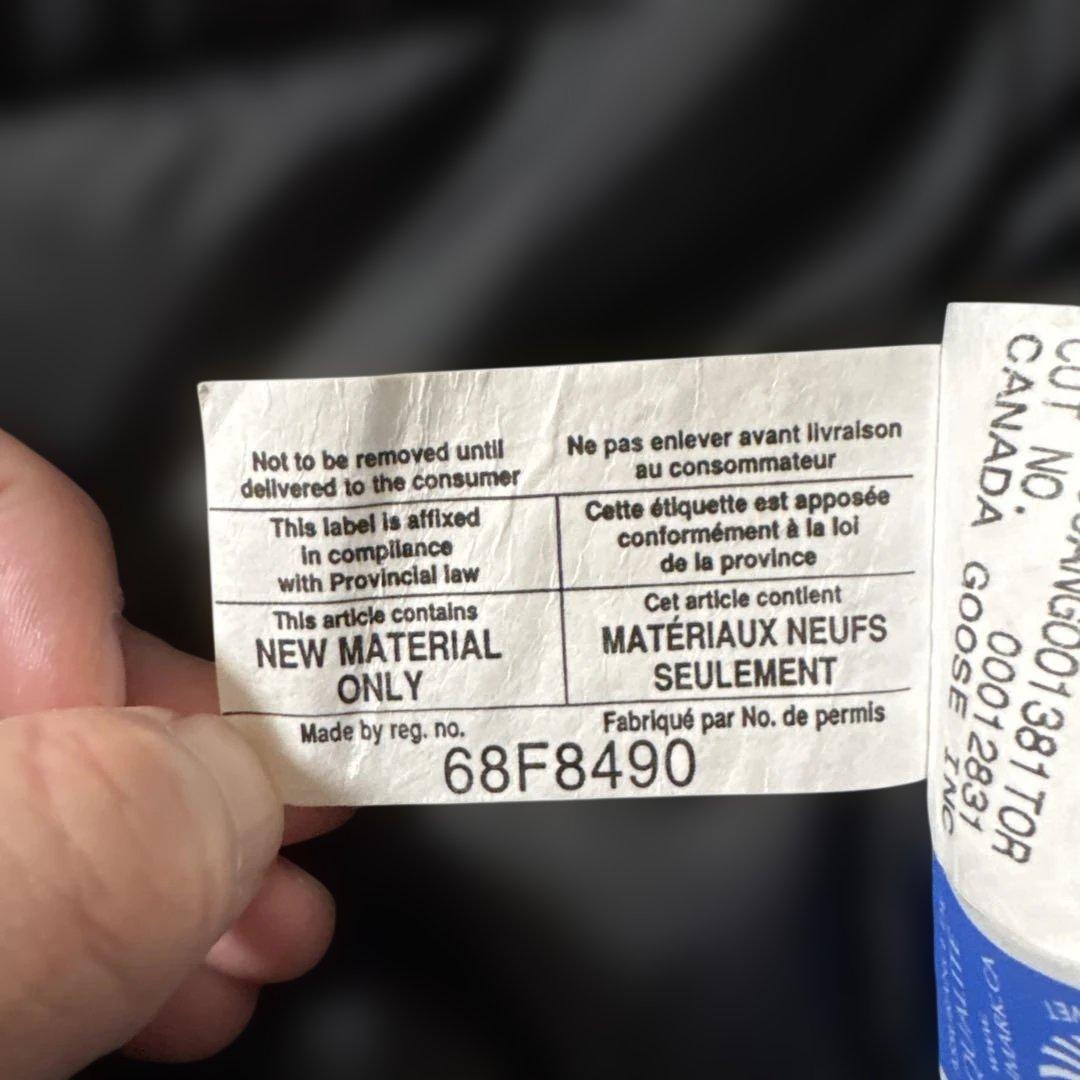 Not to be removed until
delivered to the consumer
Ne pas enlever avant livraison
au consommateur
This label is affixed
in compliance
with Provincial law
Cette étiquette est apposée
conformément à la loi
de la province
This article contains
NEW MATERIAL
ONLY
Cet article contient
MATÉRIAUX NEUFS
SEULEMENT
Made by reg. no.
Fabriqué par No. de permis
68F8490
CUT NO. 00012831
CANADA GOOSE INC